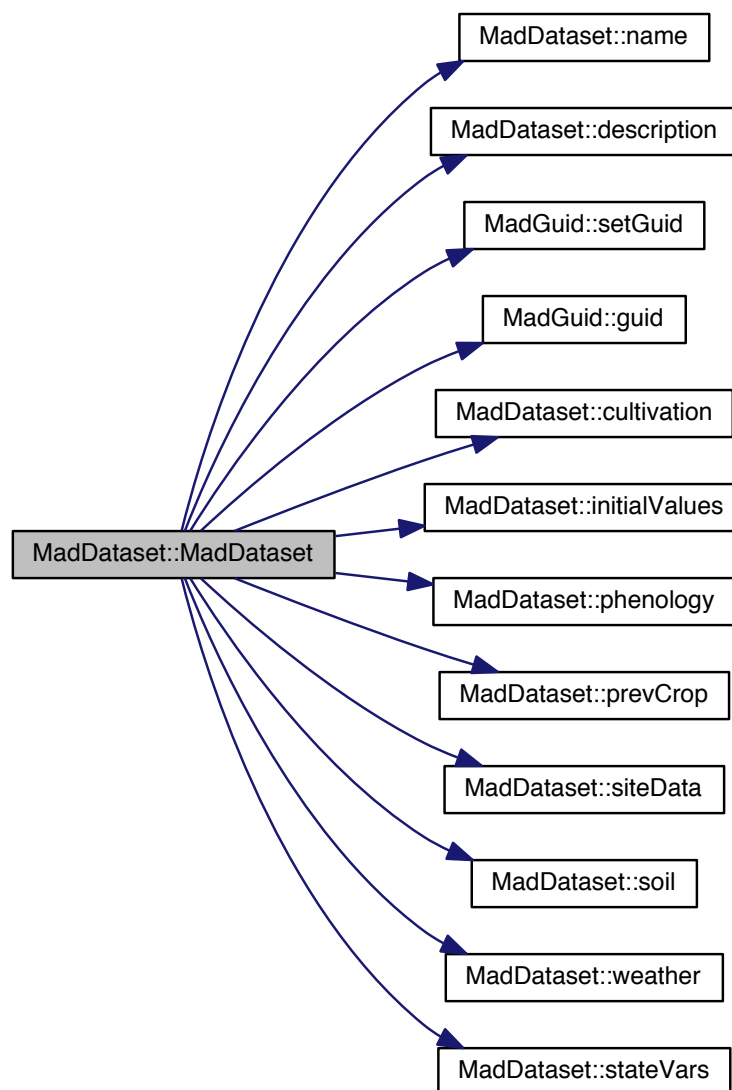 MadDataset::name
MadDataset::description
MadGuid::setGuid
MadGuid::guid
MadDataset::cultivation
MadDataset::initialValues
MadDataset::MadDataset
MadDataset::phenology
MadDataset::prevCrop
MadDataset::siteData
MadDataset::soil
MadDataset::weather
MadDataset::stateVars